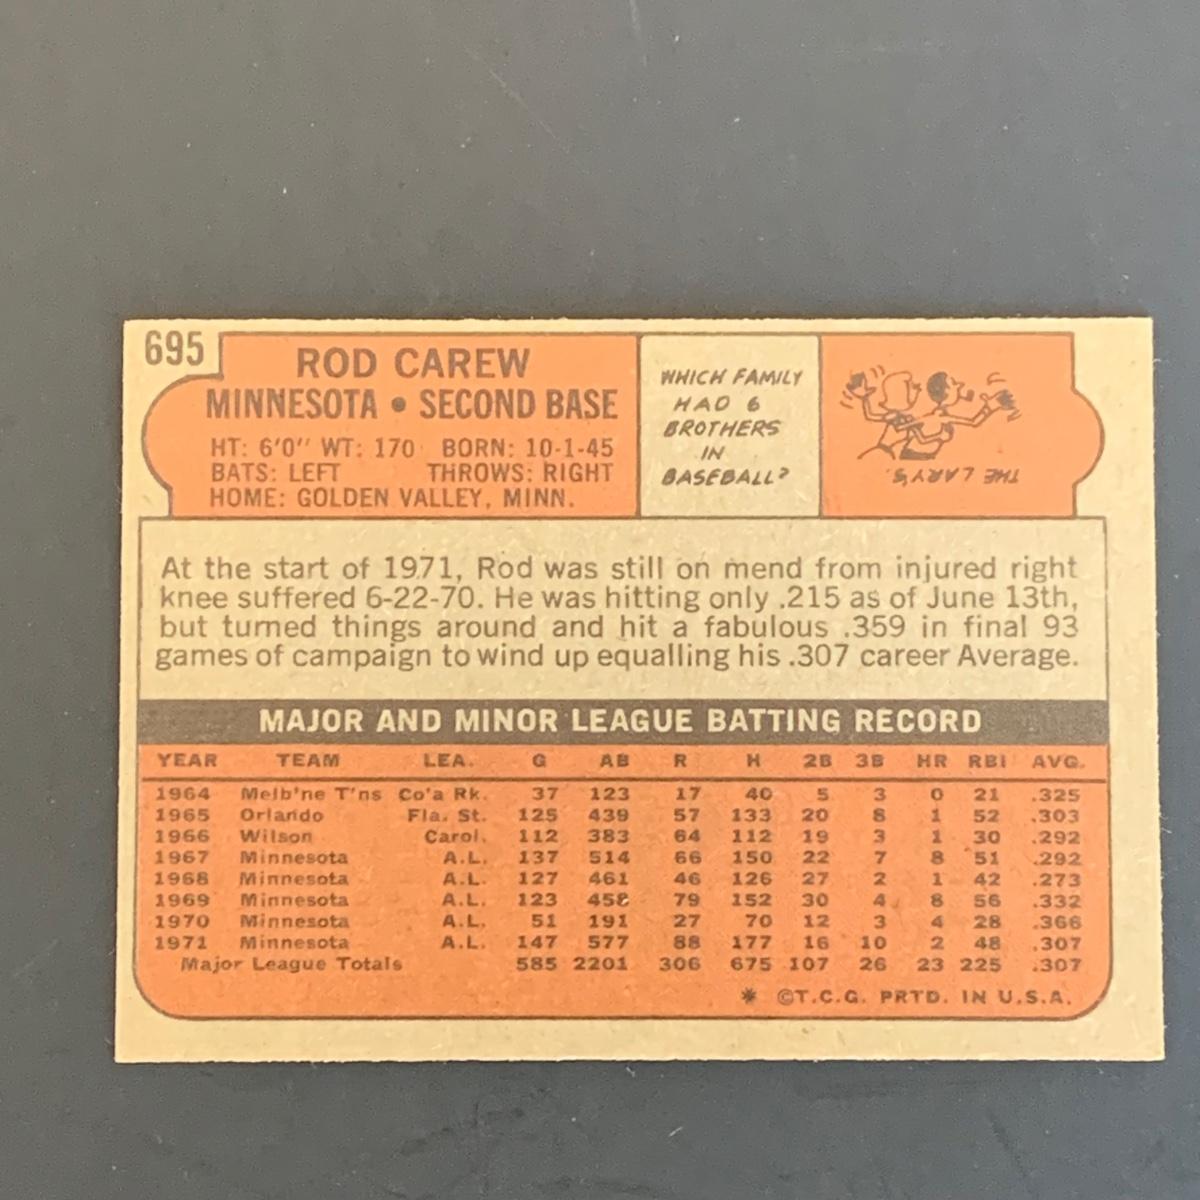 695
ROD CAREW
MINNESOTA • SECOND BASE
HT: 6'0" WT: 170 BORN: 10-1-45
BATS: LEFT THROWS: RIGHT
HOME: GOLDEN VALLEY, MINN.
WHICH FAMILY
HAD 6
BROTHERS
IN
BASEBALL?
THE LARY'S.
At the start of 1971, Rod was still on mend from injured right
knee suffered 6-22-70. He was hitting only .215 as of June 13th,
but turned things around and hit a fabulous .359 in final 93
games of campaign to wind up equalling his .307 career Average.
MAJOR AND MINOR LEAGUE BATTING RECORD
YEAR TEAM LEA. G AB R H 2B 3B HR RBI AVG.
1964 Melb'ne T'ns Co'a Rk. 37 123 17 40 5 3 0 21 .325
1965 Orlando Fla. St. 125 439 57 133 20 8 1 52 .303
1966 Wilson Carol. 112 383 64 112 19 3 1 30 .292
1967 Minnesota A.L. 137 514 66 150 22 7 8 51 .292
1968 Minnesota A.L. 127 461 46 126 27 2 1 42 .273
1969 Minnesota A.L. 123 458 79 152 30 4 8 56 .332
1970 Minnesota A.L. 51 191 27 70 12 3 4 28 .366
1971 Minnesota A.L. 147 577 88 177 16 10 2 48 .307
Major League Totals 585 2201 306 675 107 26 23 225 .307
* ©T.C.G. PRTD. IN U.S.A.